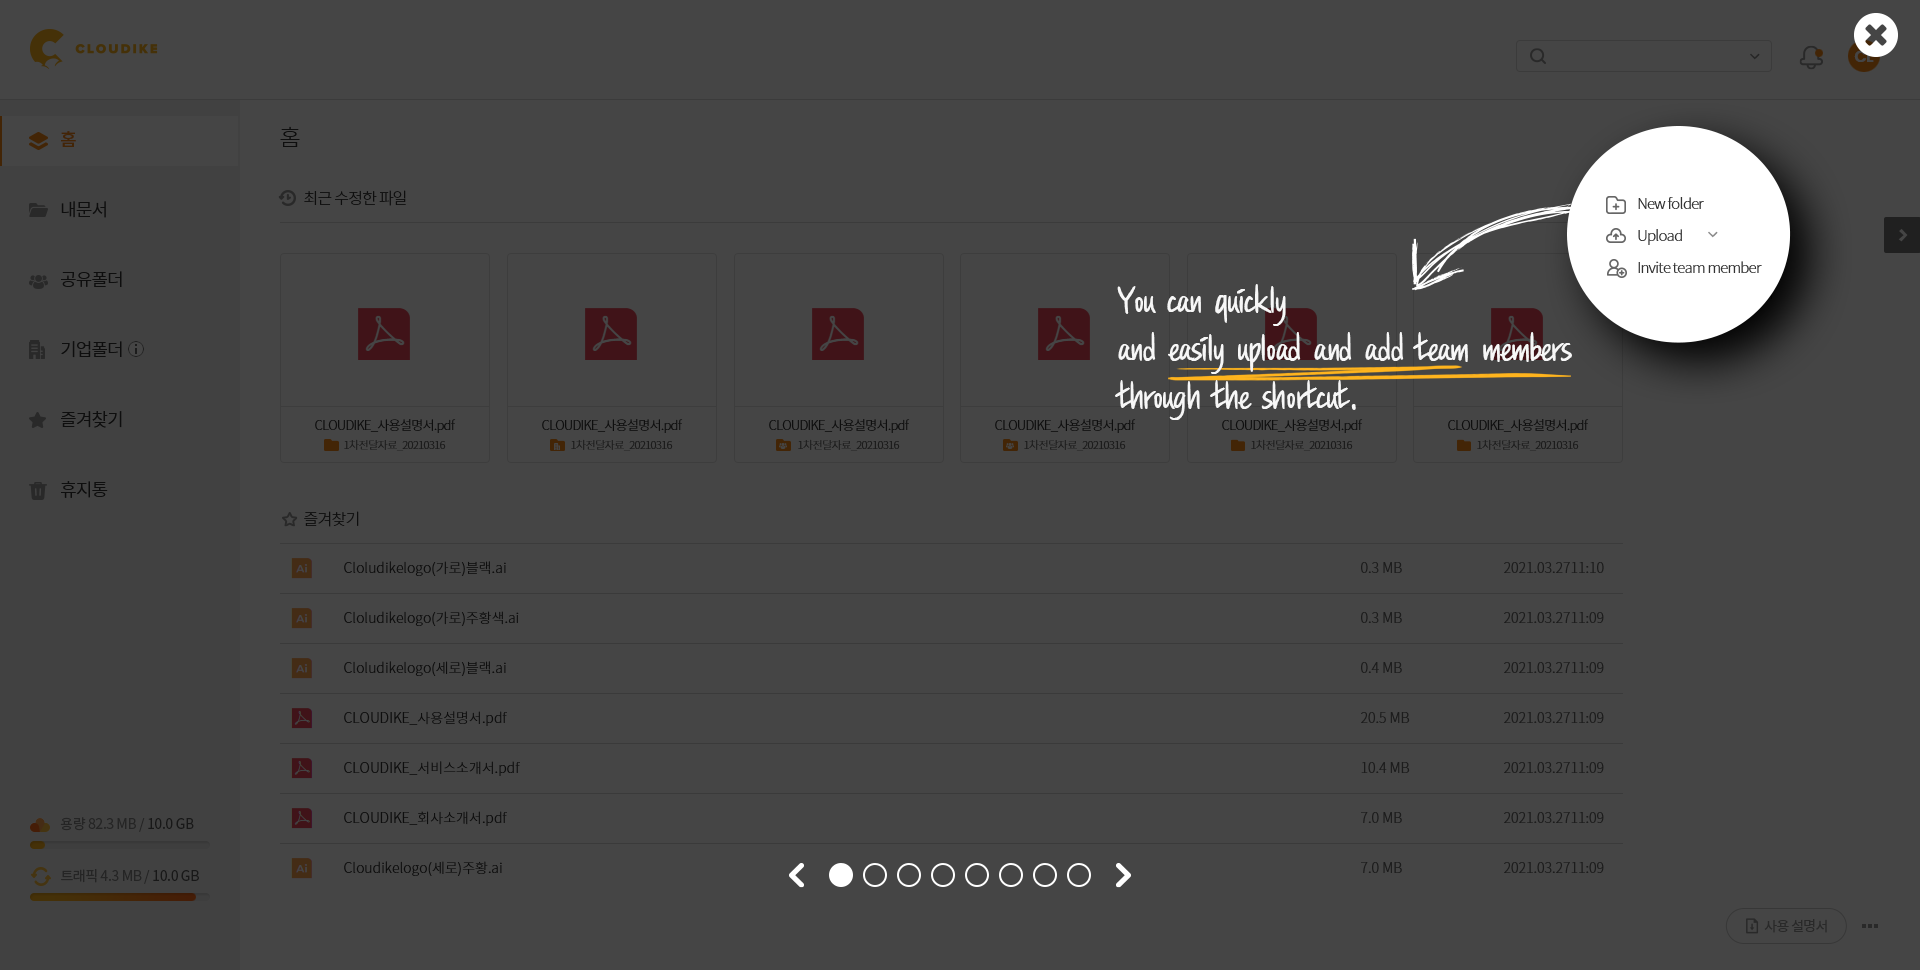 CLOUDIKE
홈
내문서
공유폴더
기업폴더
즐겨찾기
휴지통
용량 82.3 MB / 10.0 GB
트래픽 4.3 MB / 10.0 GB
홈
최근 수정한 파일
New folder
Upload
Invite team member
You can quickly
and easily upload and add team members
through the shortcut.
CLOUDIKE_사용설명서.pdf
1차전달자료_20210316
CLOUDIKE_사용설명서.pdf
1차전달자료_20210316
CLOUDIKE_사용설명서.pdf
1차전달자료_20210316
CLOUDIKE_사용설명서.pdf
1차전달자료_20210316
CLOUDIKE_사용설명서.pdf
1차전달자료_20210316
CLOUDIKE_사용설명서.pdf
1차전달자료_20210316
즐겨찾기
Ai Cloludikelogo(가로)블랙.ai 0.3 MB 2021.03.2711:10
Ai Cloludikelogo(가로)주황색.ai 0.3 MB 2021.03.2711:09
Ai Cloludikelogo(세로)블랙.ai 0.4 MB 2021.03.2711:09
CLOUDIKE_사용설명서.pdf 20.5 MB 2021.03.2711:09
CLOUDIKE_서비스소개서.pdf 10.4 MB 2021.03.2711:09
CLOUDIKE_회사소개서.pdf 7.0 MB 2021.03.2711:09
Ai Cloudikelogo(세로)주황.ai 7.0 MB 2021.03.2711:09
사용 설명서